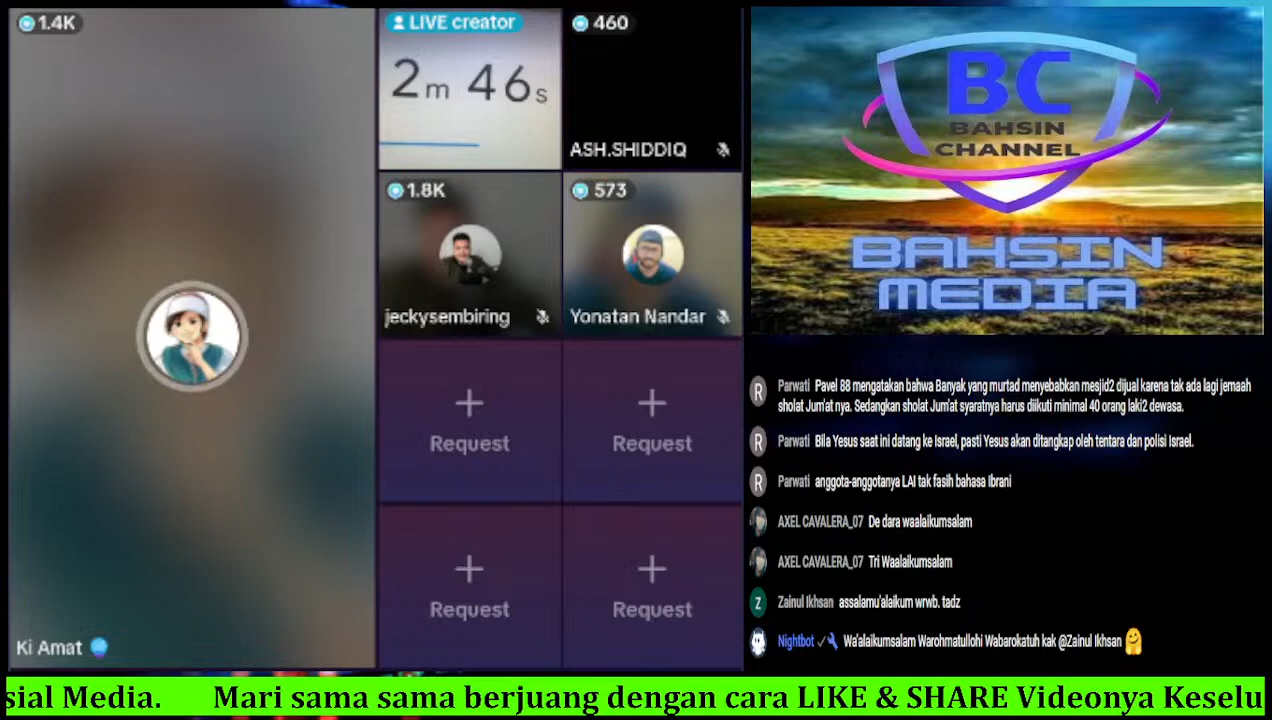 1.4K
LIVE creator
2m 46s
460
ASH.SHIDDIQ
1.8K
jeckysembiring
573
Yonatan Nandar
Request
Request
Request
Request
Ki Amat
BC
BAHSIN
CHANNEL
BAHSIN
MEDIA
R
Parwati Pavel 88 mengatakan bahwa Banyak yang murtad menyebabkan mesjid2 dijual karena tak ada lagi jemaah
sholat Jum'at nya. Sedangkan sholat Jum'at syaratnya harus diikuti minimal 40 orang laki2 dewasa.
R
Parwati Bila Yesus saat ini datang ke Israel, pasti Yesus akan ditangkap oleh tentara dan polisi Israel.
R
Parwati anggota-anggotanya LAI tak fasih bahasa Ibrani
AXEL CAVALERA_07 De dara waalaikumsalam
AXEL CAVALERA_07 Tri Waalaikumsalam
Z
Zainul Ikhsan assalamu'alaikum wrwb. tadz
Nightbot Wa'alaikumsalam Warohmatullohi Wabarokatuh kak @Zainul Ikhsan 🤗
sial Media. Mari sama sama berjuang dengan cara LIKE & SHARE Videonya Keselu